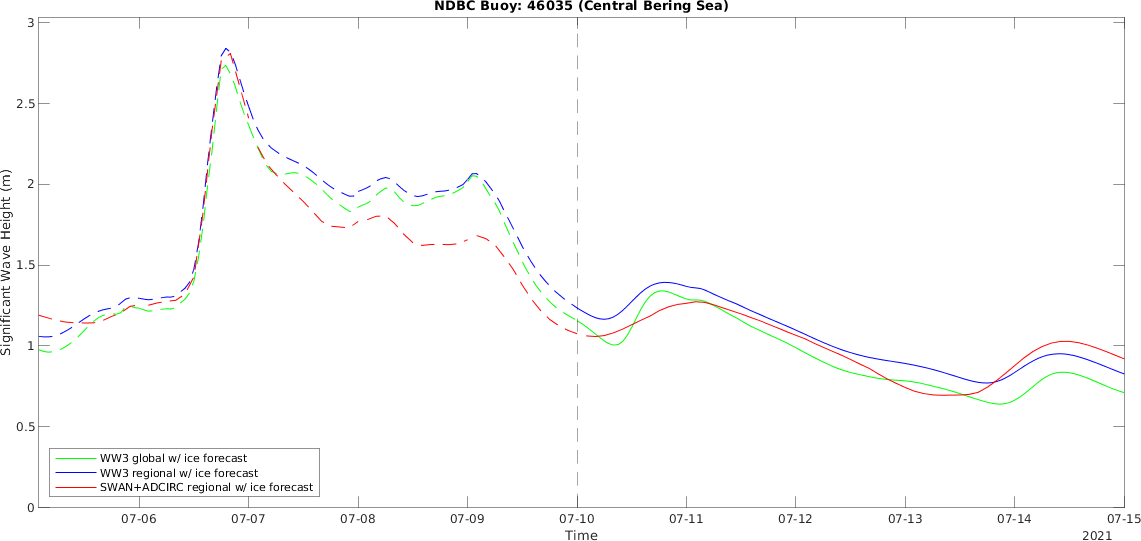 NDBC Buoy: 46035 (Central Bering Sea)
3
2.5
2
1.5
1
0.5
0
Significant Wave Height (m)
WW3 global w/ ice forecast
WW3 regional w/ ice forecast
SWAN+ADCIRC regional w/ ice forecast
07-06 07-07 07-08 07-09 07-10 07-11 07-12 07-13 07-14 07-15
Time
2021